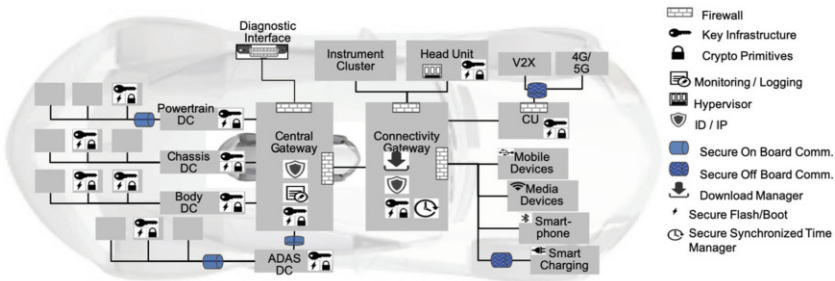 Diagnostic
Interface
Instrument
Cluster
Head Unit
V2X
4G/
5G
Powertrain
DC
Central
Gateway
Connectivity
Gateway
CU
Chassis
DC
Body
DC
ADAS
DC
Mobile
Devices
Media
Devices
Smart-
phone
Smart
Charging
Firewall
Key Infrastructure
Crypto Primitives
Monitoring / Logging
Hypervisor
ID / IP
Secure On Board Comm.
Secure Off Board Comm.
Download Manager
Secure Flash/Boot
Secure Synchronized Time
Manager